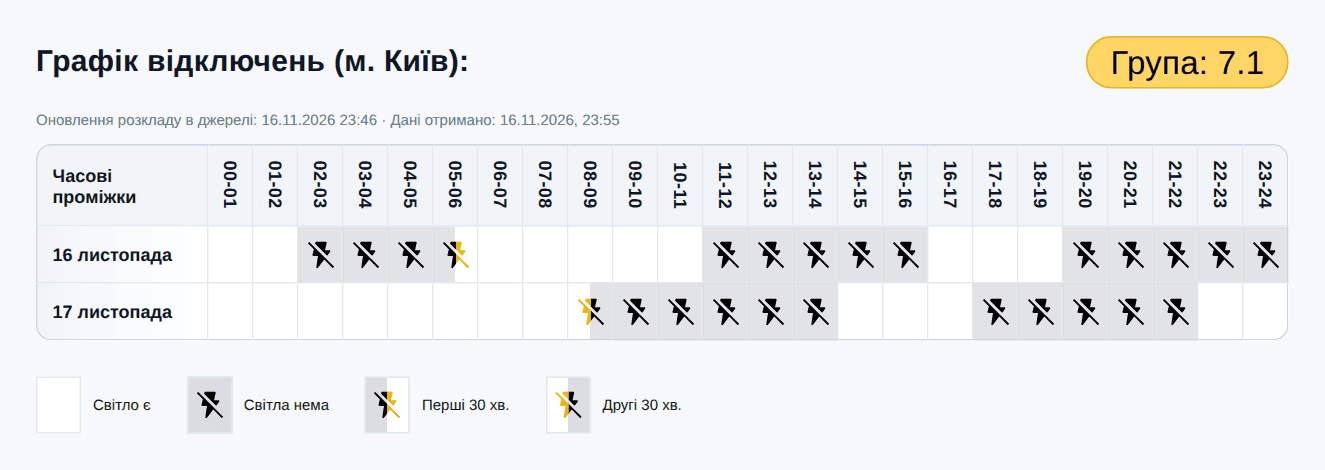 Графік відключень (м. Київ):
Група: 7.1
Оновлення розкладу в джерелі: 16.11.2026 23:46 · Дані отримано: 16.11.2026, 23:55
Часові
проміжки
00-01
01-02
02-03
03-04
04-05
05-06
06-07
07-08
08-09
09-10
10-11
11-12
12-13
13-14
14-15
15-16
16-17
17-18
18-19
19-20
20-21
21-22
22-23
23-24
16 листопада
17 листопада
Світло є
Світла нема
Перші 30 хв.
Другі 30 хв.